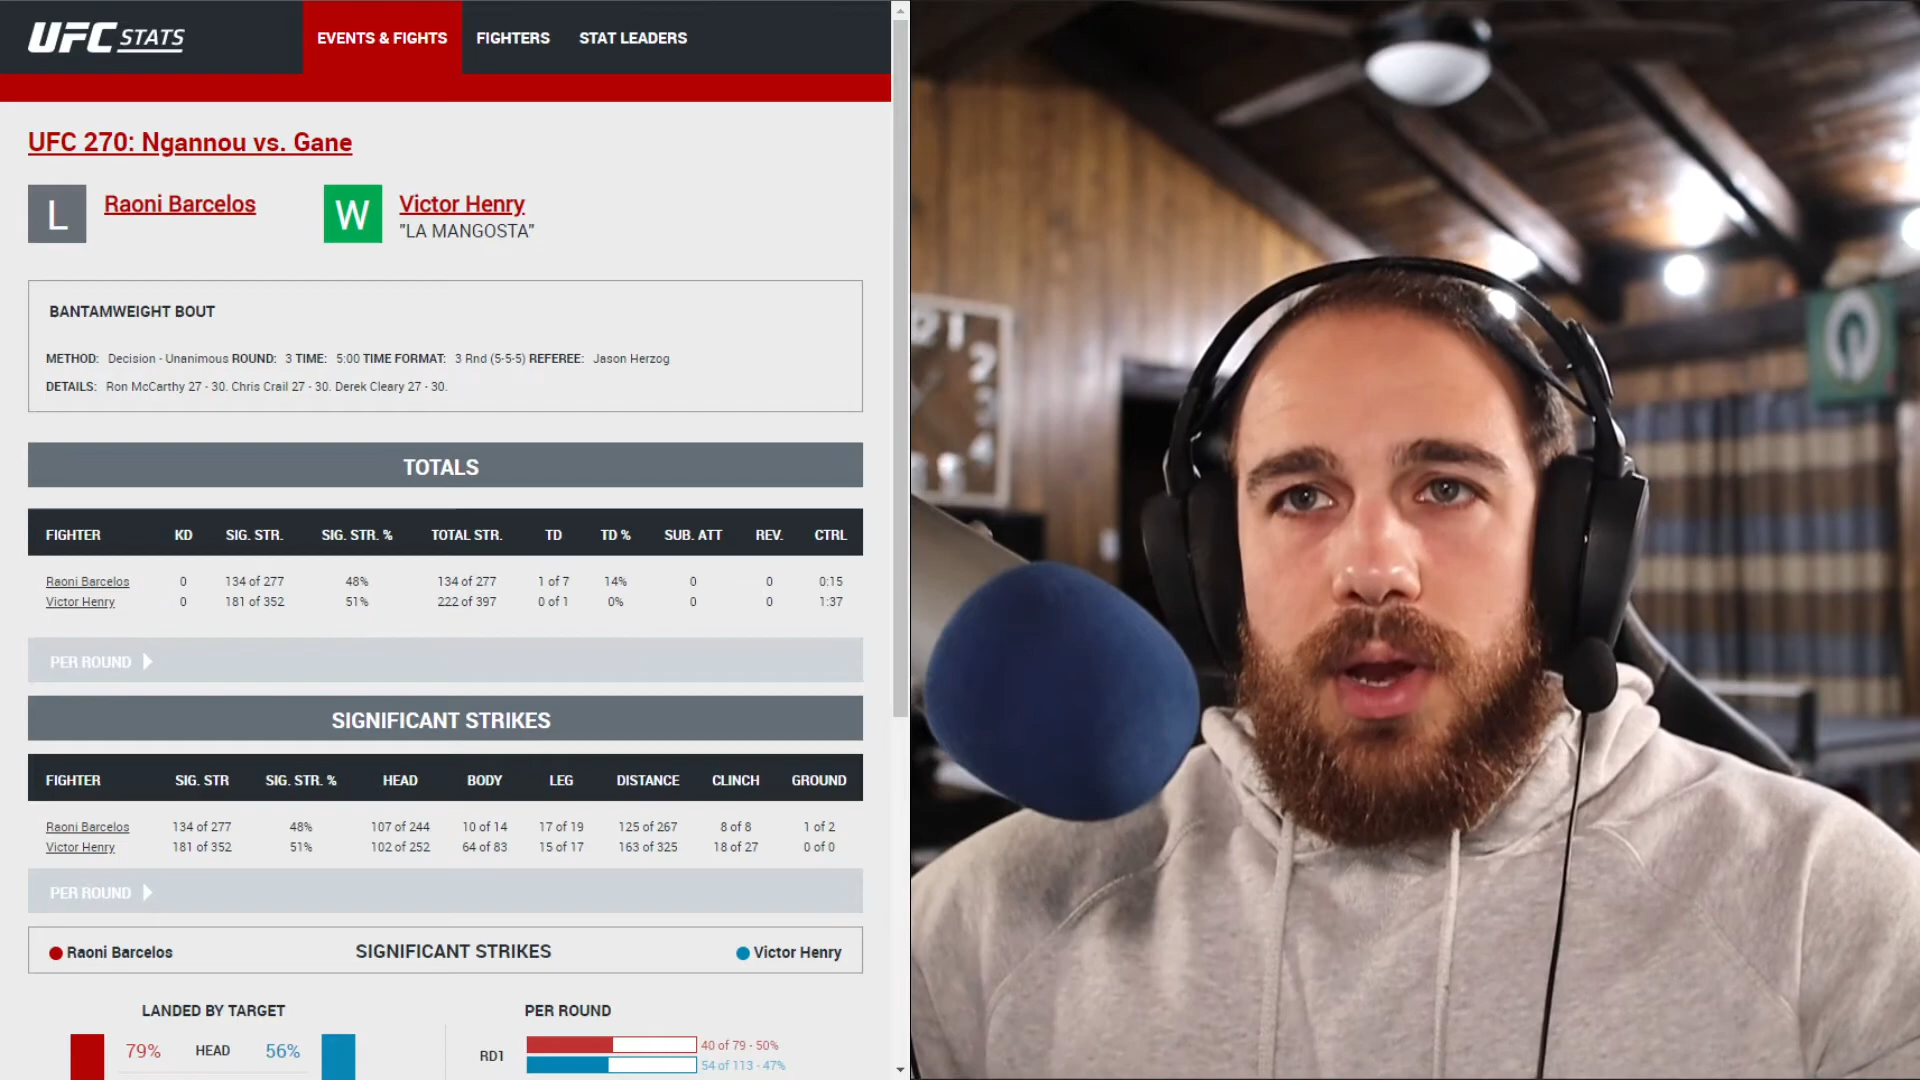 UFC STATS
EVENTS & FIGHTS FIGHTERS STAT LEADERS
UFC 270: Ngannou vs. Gane
L Raoni Barcelos W Victor Henry
"LA MANGOSTA"
BANTAMWEIGHT BOUT
METHOD: Decision - Unanimous ROUND: 3 TIME: 5:00 TIME FORMAT: 3 Rnd (5-5-5) REFEREE: Jason Herzog
DETAILS: Ron McCarthy 27 - 30. Chris Crail 27 - 30. Derek Cleary 27 - 30.
TOTALS
FIGHTER KD SIG. STR. SIG. STR. % TOTAL STR. TD TD % SUB. ATT REV. CTRL
Raoni Barcelos 0 134 of 277 48% 134 of 277 1 of 7 14% 0 0 0:15
Victor Henry 0 181 of 352 51% 222 of 397 0 of 1 0% 0 0 1:37
PER ROUND
SIGNIFICANT STRIKES
FIGHTER SIG. STR SIG. STR. % HEAD BODY LEG DISTANCE CLINCH GROUND
Raoni Barcelos 134 of 277 48% 107 of 244 10 of 14 17 of 19 125 of 267 8 of 8 1 of 2
Victor Henry 181 of 352 51% 102 of 252 64 of 83 15 of 17 163 of 325 18 of 27 0 of 0
PER ROUND
Raoni Barcelos SIGNIFICANT STRIKES Victor Henry
LANDED BY TARGET PER ROUND
79% HEAD 56%
RD1 40 of 79 - 50%
54 of 113 - 47%
1
2
3
4